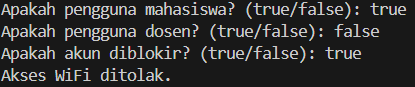 Apakah pengguna mahasiswa? (true/false): true
Apakah pengguna dosen? (true/false): false
Apakah akun diblokir? (true/false): true
Akses WiFi ditolak.